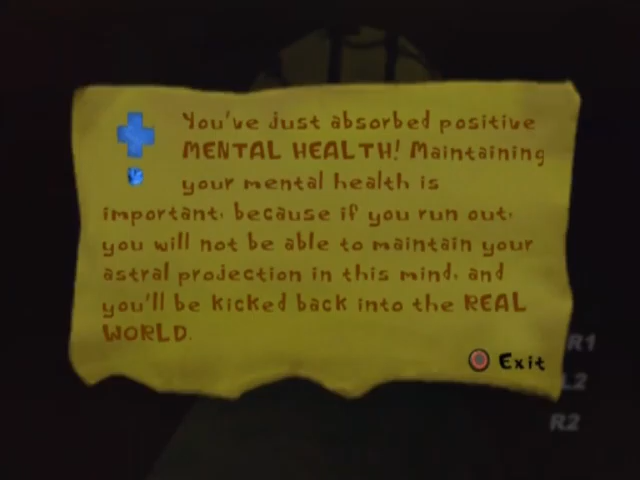 You've just absorbed positive
MENTAL HEALTH! Maintaining
your mental health is
important, because if you run out,
you will not be able to maintain your
astral projection in this mind, and
you'll be kicked back into the REAL
WORLD.
Exit
R1
L2
R2